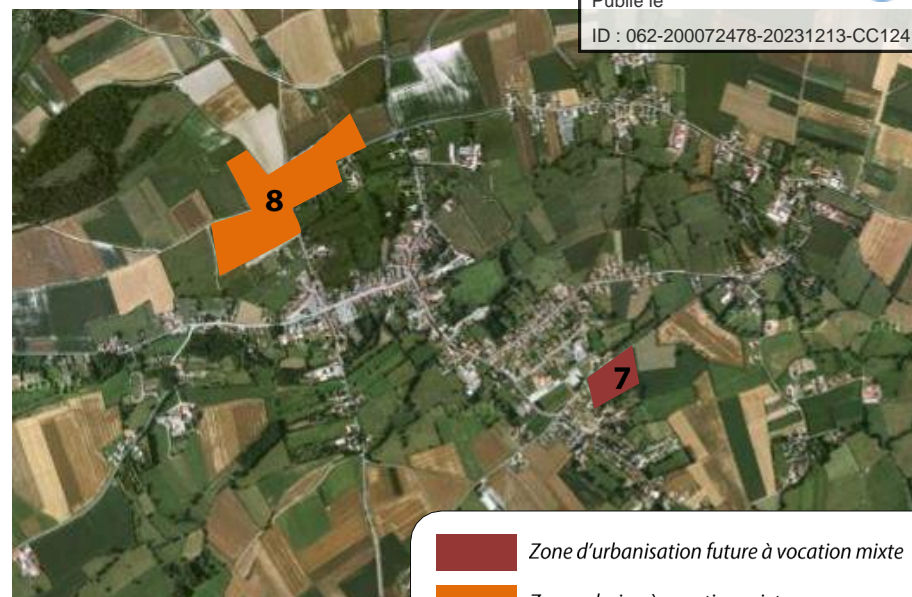 Publié le
ID : 062-200072478-20231213-CC124
8
7
Zone d'urbanisation future à vocation mixte